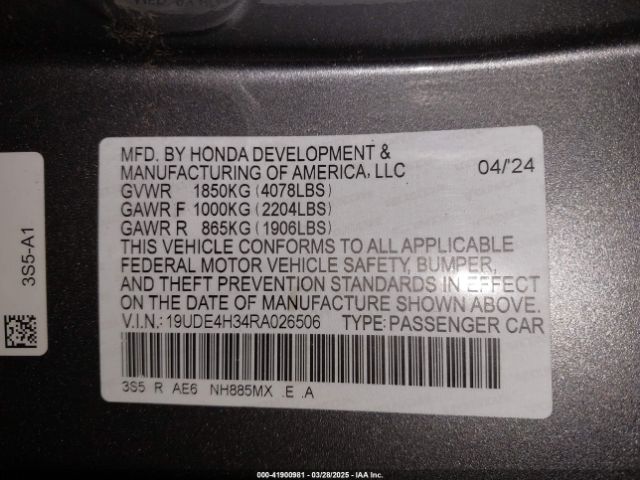 MFD. BY HONDA DEVELOPMENT &
MANUFACTURING OF AMERICA, LLC 04/'24
GVWR 1850KG (4078LBS)
GAWR F 1000KG (2204LBS)
GAWR R 865KG (1906LBS)
THIS VEHICLE CONFORMS TO ALL APPLICABLE
FEDERAL MOTOR VEHICLE SAFETY, BUMPER,
AND THEFT PREVENTION STANDARDS IN EFFECT
ON THE DATE OF MANUFACTURE SHOWN ABOVE.
V.I.N.: 19UDE4H34RA026506 TYPE: PASSENGER CAR
3S5 R AE6 NH885MX .E .A
3S5-A1
000-41900981 - 03/28/2025 - IAA Inc.